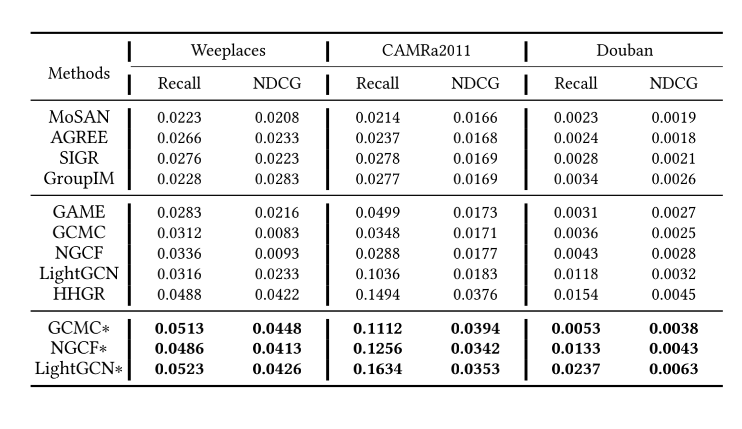 Methods Weeplaces CAMRa2011 Douban
Recall NDCG Recall NDCG Recall NDCG
MoSAN 0.0223 0.0208 0.0214 0.0166 0.0023 0.0019
AGREE 0.0266 0.0233 0.0237 0.0168 0.0024 0.0018
SIGR 0.0276 0.0223 0.0278 0.0169 0.0028 0.0021
GroupIM 0.0228 0.0283 0.0277 0.0169 0.0034 0.0026
GAME 0.0283 0.0216 0.0499 0.0173 0.0031 0.0027
GCMC 0.0312 0.0083 0.0348 0.0171 0.0036 0.0025
NGCF 0.0336 0.0093 0.0288 0.0177 0.0043 0.0028
LightGCN 0.0316 0.0233 0.1036 0.0183 0.0118 0.0032
HHGR 0.0488 0.0422 0.1494 0.0376 0.0154 0.0045
GCMC* 0.0513 0.0448 0.1112 0.0394 0.0053 0.0038
NGCF* 0.0486 0.0413 0.1256 0.0342 0.0133 0.0043
LightGCN* 0.0523 0.0426 0.1634 0.0353 0.0237 0.0063